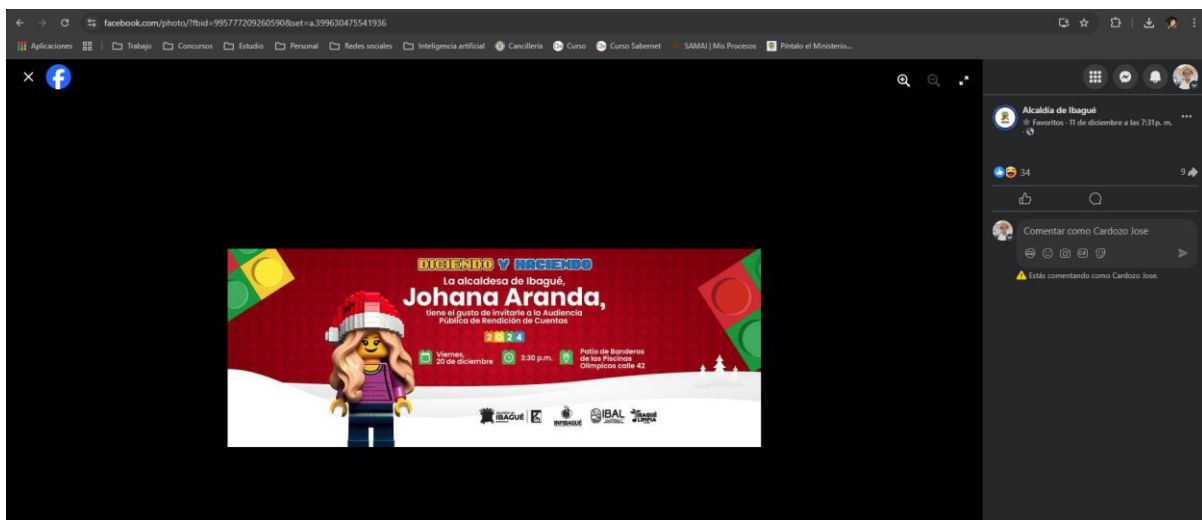 facebook.com/photo/?fbid=995777209260590&set=a.399630475541936
Aplicaciones
Trabajo
Concursos
Estudio
Personal
Redes sociales
Inteligencia artificial
Cancillería
Curso
Curso Sabernet
SAMAI | Mis Procesos
Píntalo el Ministerio...
Alcaldía de Ibagué
Favoritos · 11 de diciembre a las 7:31 p. m.
34
9
Comentar como Cardozo Jose
GIF
Estás comentando como Cardozo Jose.
DICIENDO Y HACIENDO
La alcaldesa de Ibagué,
Johana Aranda,
tiene el gusto de invitarle a la Audiencia
Pública de Rendición de Cuentas
2024
Viernes,
20 de diciembre
3:30 p.m.
Patio de Banderas
de las Piscinas
Olímpicas calle 42
IBAGUÉ
INFIBAGUÉ
IBAL
IBAGUÉ
LIMPIA